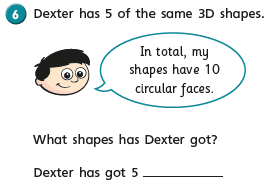 6 Dexter has 5 of the same 3D shapes.
In total, my
shapes have 10
circular faces.
What shapes has Dexter got?
Dexter has got 5